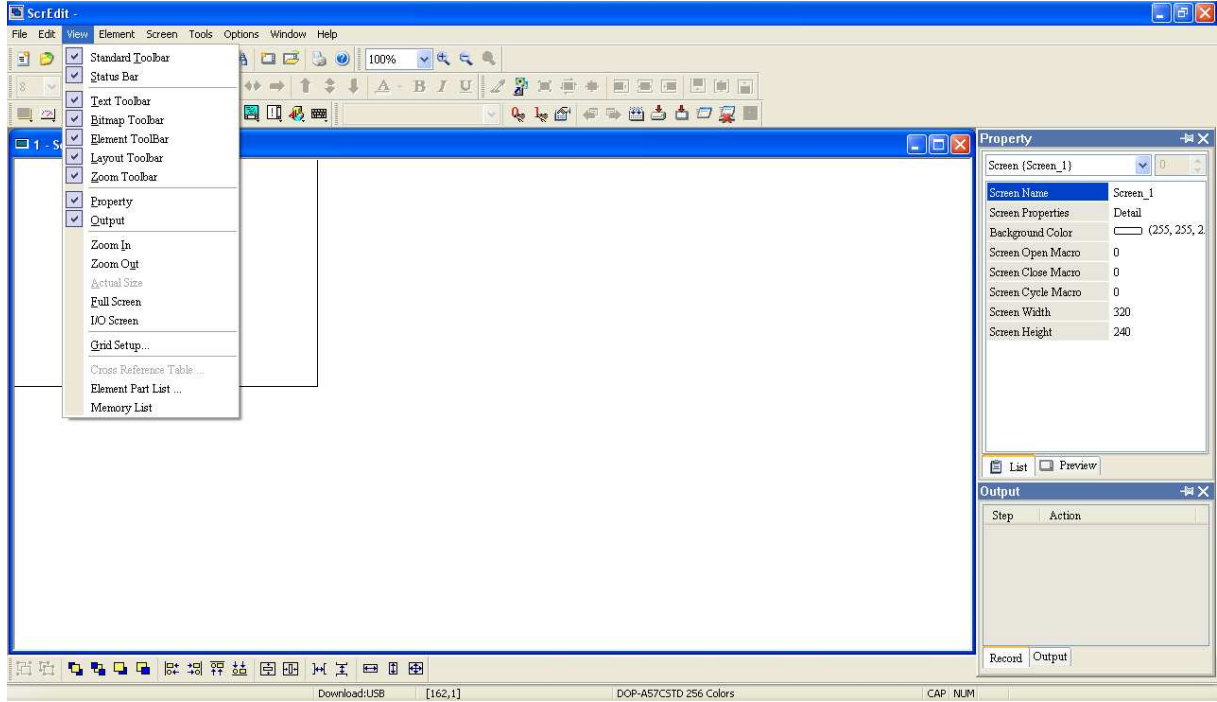 ScrEdit -
File Edit View Element Screen Tools Options Window Help
Standard Toolbar
Status Bar
Text Toolbar
Bitmap Toolbar
Element ToolBar
Layout Toolbar
Zoom Toolbar
Property
Output
Zoom In
Zoom Out
Actual Size
Full Screen
I/O Screen
Grid Setup...
Cross Reference Table ...
Element Part List ...
Memory List
100%
8
A B I U
1 - S
Property
Screen {Screen_1} 0
Screen Name Screen_1
Screen Properties Detail
Background Color (255, 255, 2
Screen Open Macro 0
Screen Close Macro 0
Screen Cycle Macro 0
Screen Width 320
Screen Height 240
List Preview
Output
Step Action
Record Output
Download:USB [162,1] DOP-A57CSTD 256 Colors CAP NUM